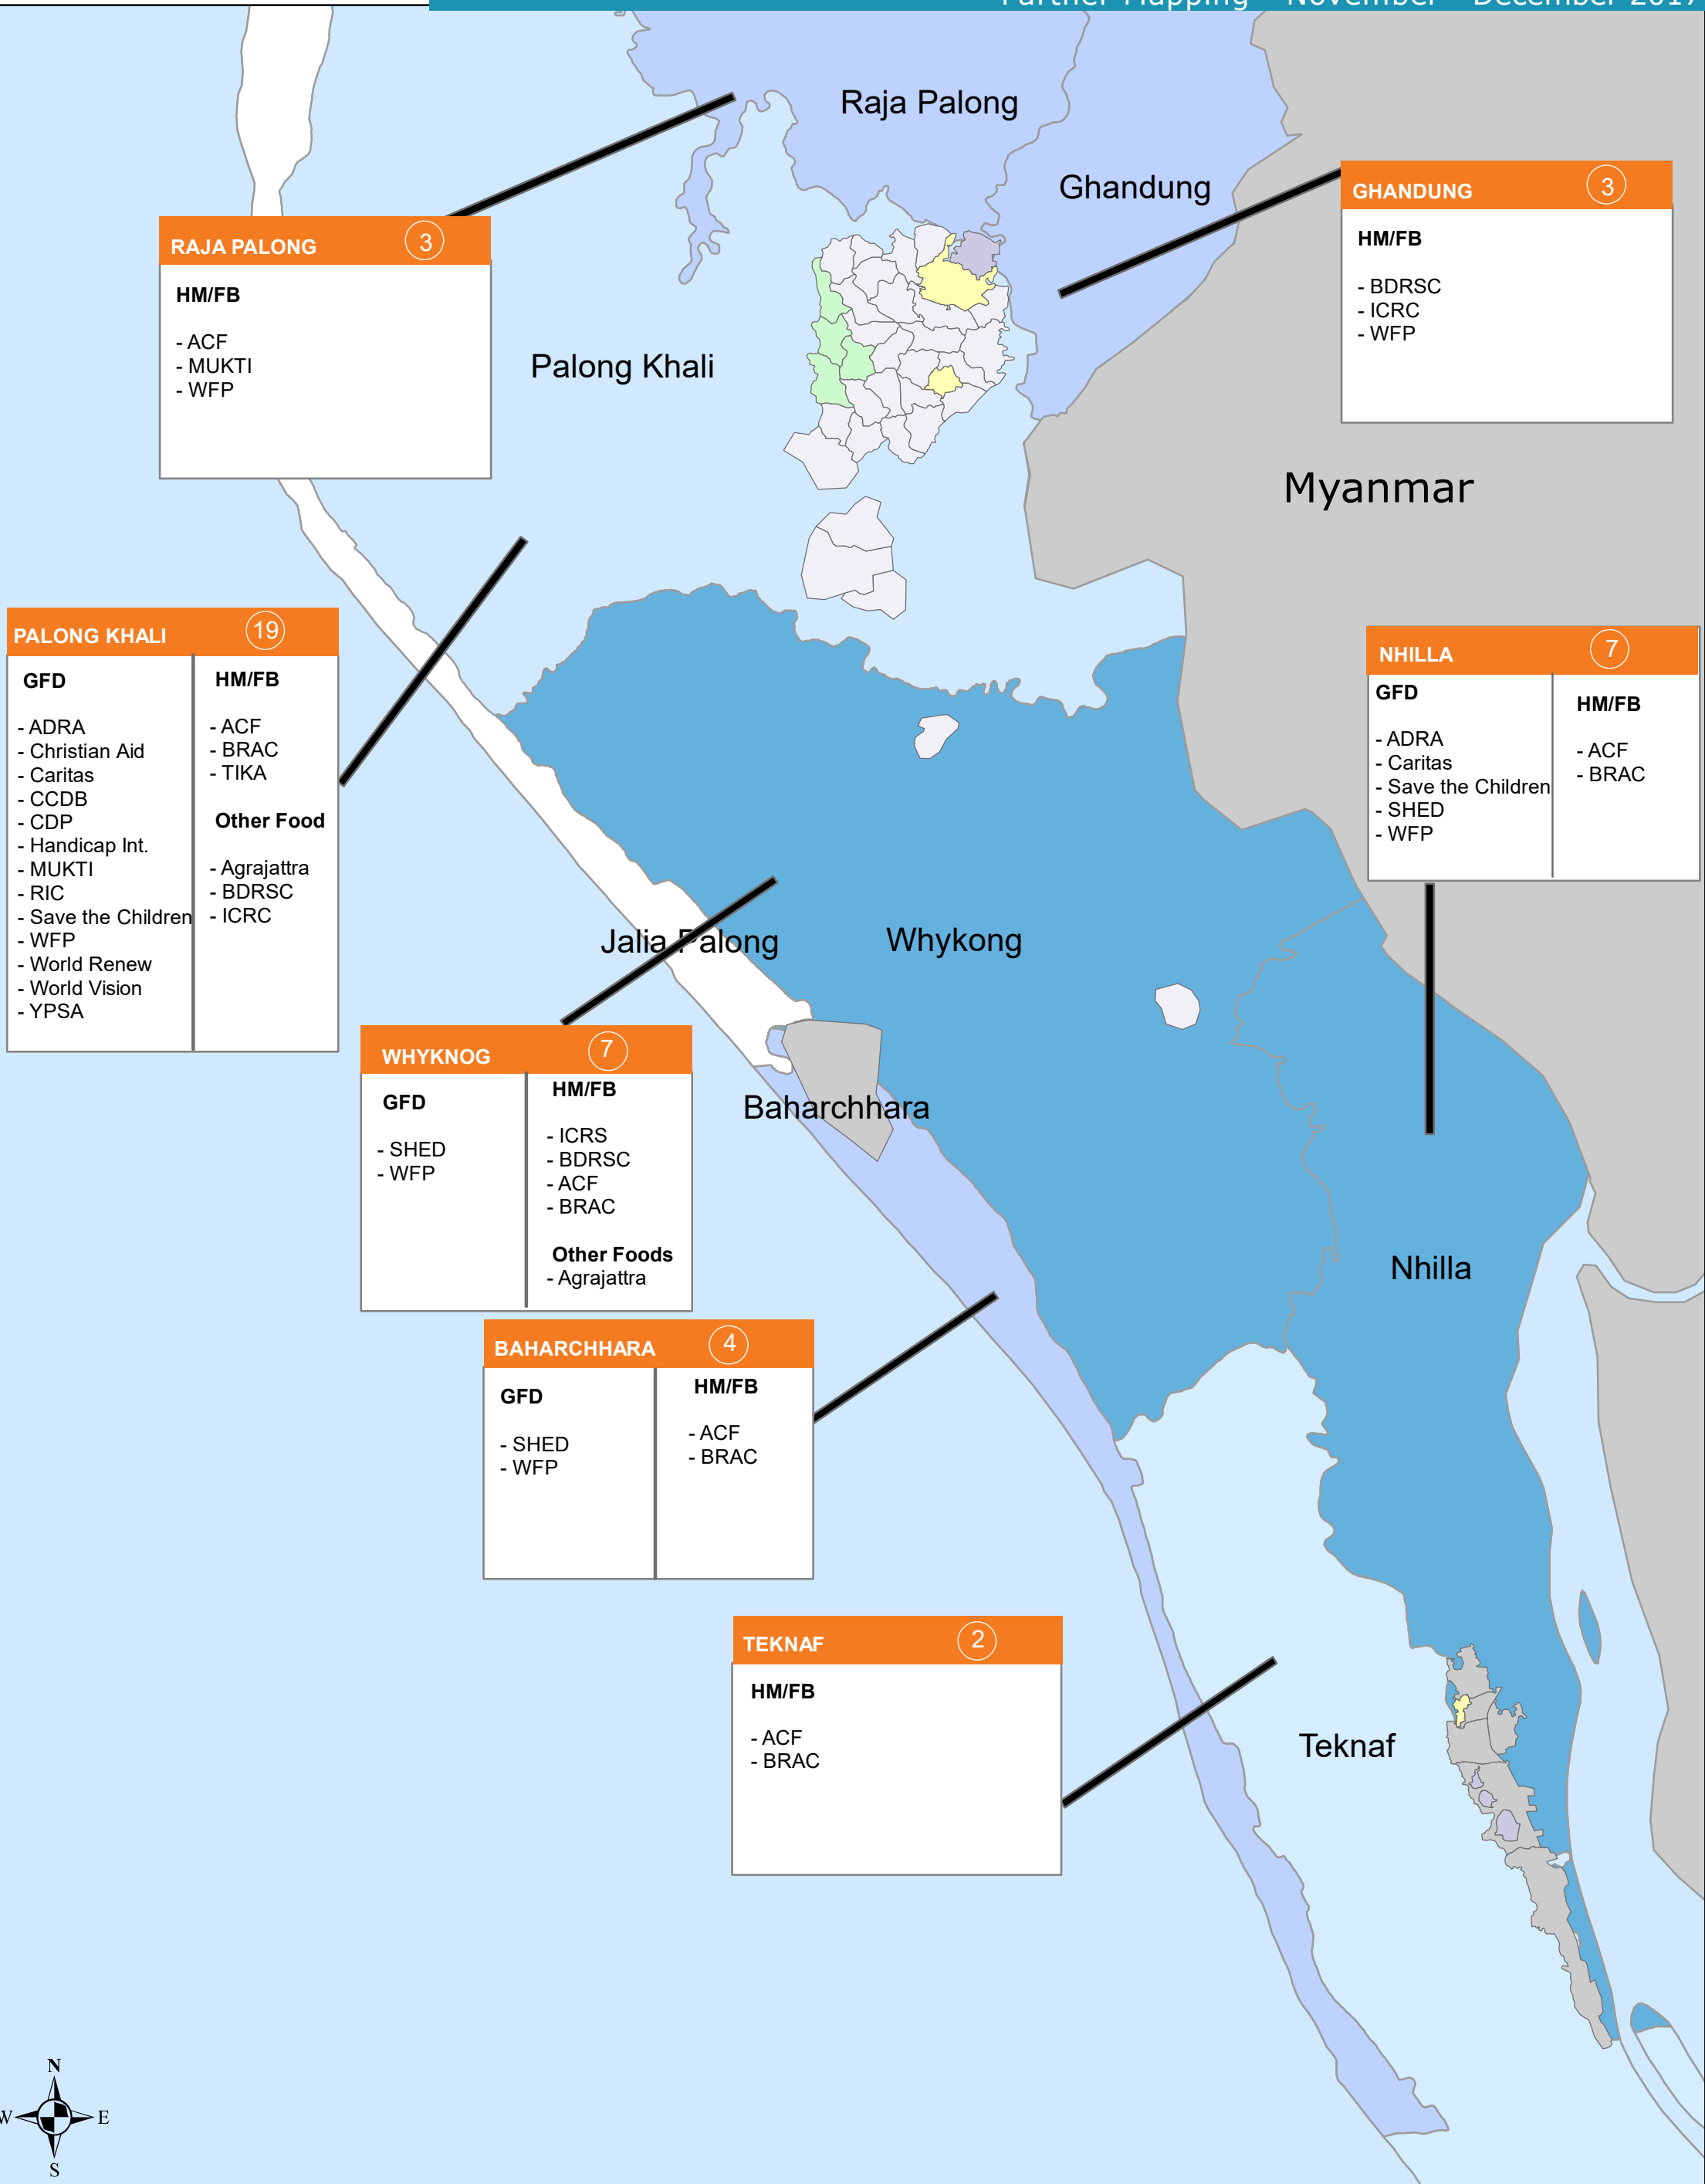 Partner Mapping - November - December 2017
Raja Palong
Ghandung
GHANDUNG 3
HM/FB
- BDRSC
- ICRC
- WFP
RAJA PALONG 3
HM/FB
- ACF
- MUKTI
- WFP
Palong Khali
Myanmar
PALONG KHALI 19
GFD
- ADRA
- Christian Aid
- Caritas
- CCDB
- CDP
- Handicap Int.
- MUKTI
- RIC
- Save the Children
- WFP
- World Renew
- World Vision
- YPSA
HM/FB
- ACF
- BRAC
- TIKA
Other Food
- Agrajattra
- BDRSC
- ICRC
NHILLA 7
GFD
- ADRA
- Caritas
- Save the Children
- SHED
- WFP
HM/FB
- ACF
- BRAC
Jalia Palong
Whykong
WHYKNOG 7
GFD
- SHED
- WFP
HM/FB
- ICRS
- BDRSC
- ACF
- BRAC
Other Foods
- Agrajattra
Baharchhara
Nhilla
BAHARCHHARA 4
GFD
- SHED
- WFP
HM/FB
- ACF
- BRAC
TEKNAF 2
HM/FB
- ACF
- BRAC
Teknaf
N
W E
S